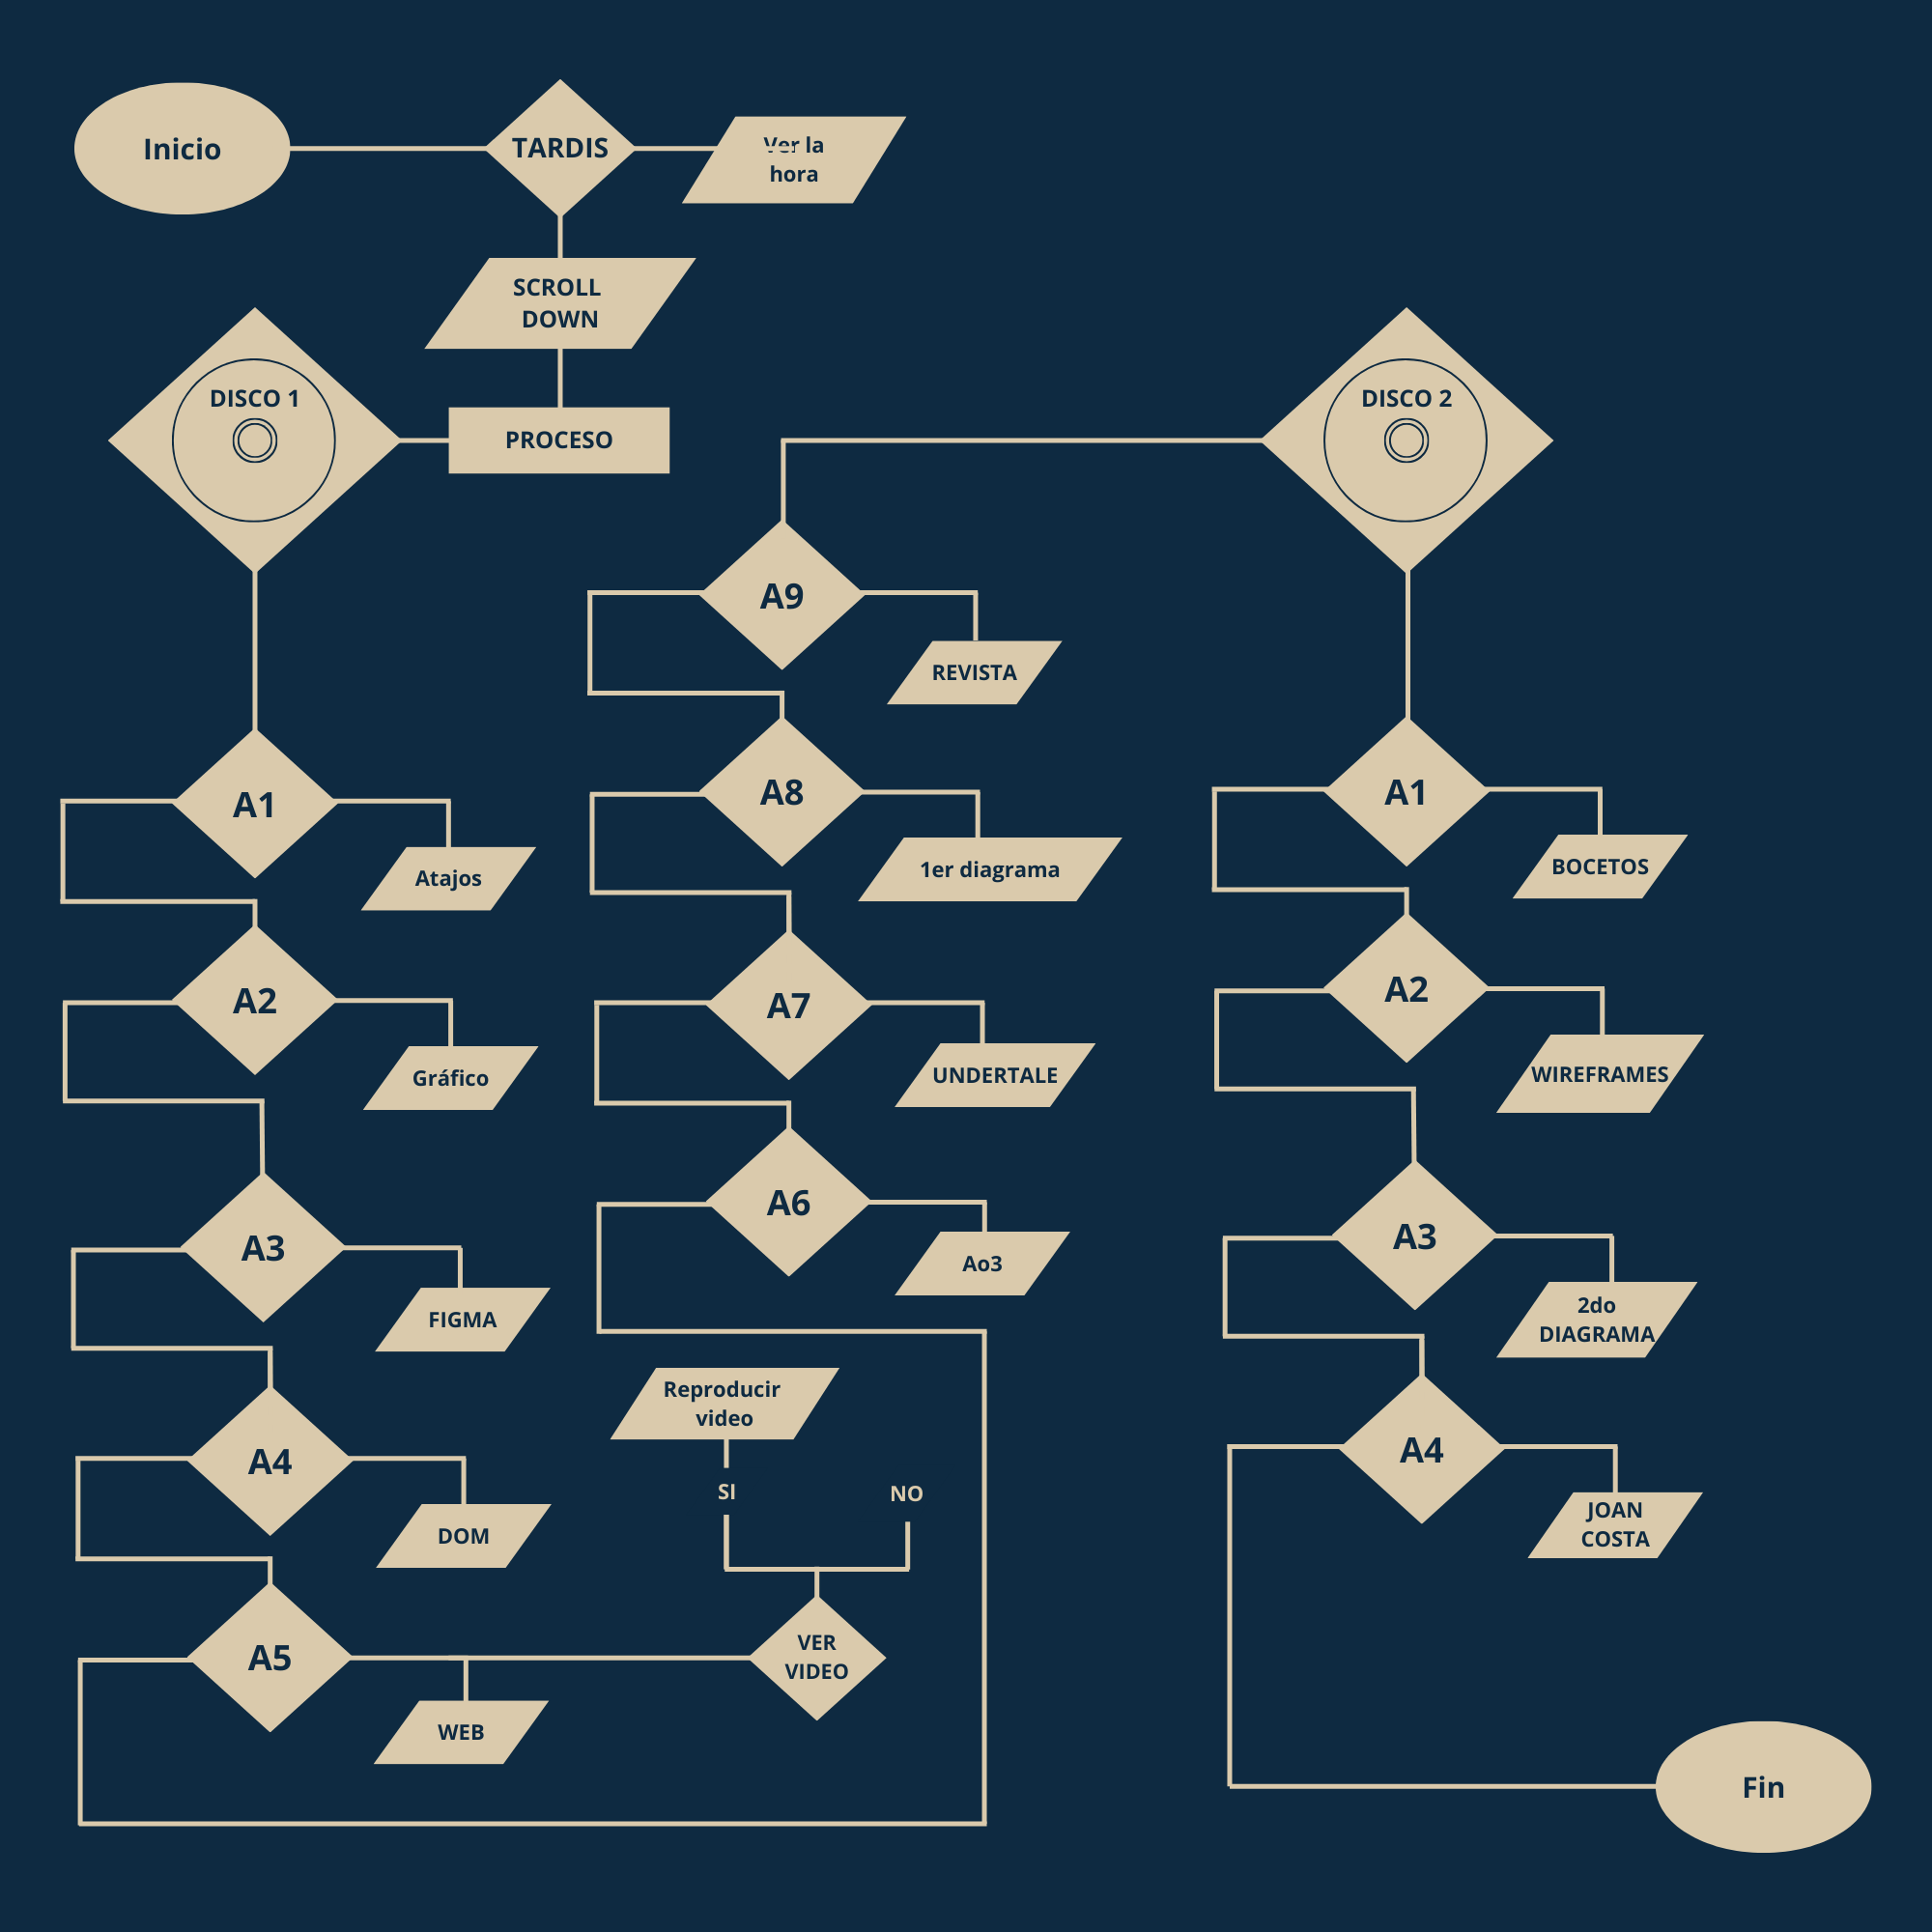 Inicio
TARDIS
Ver la
hora
SCROLL
DOWN
DISCO 1
PROCESO
DISCO 2
A9
REVISTA
A1
Atajos
A8
1er diagrama
A1
BOCETOS
A2
Gráfico
A7
UNDERTALE
A2
WIREFRAMES
A3
FIGMA
A6
Ao3
A3
2do
DIAGRAMA
Reproducir
video
SI
NO
A4
DOM
A4
JOAN
COSTA
A5
WEB
VER
VIDEO
Fin